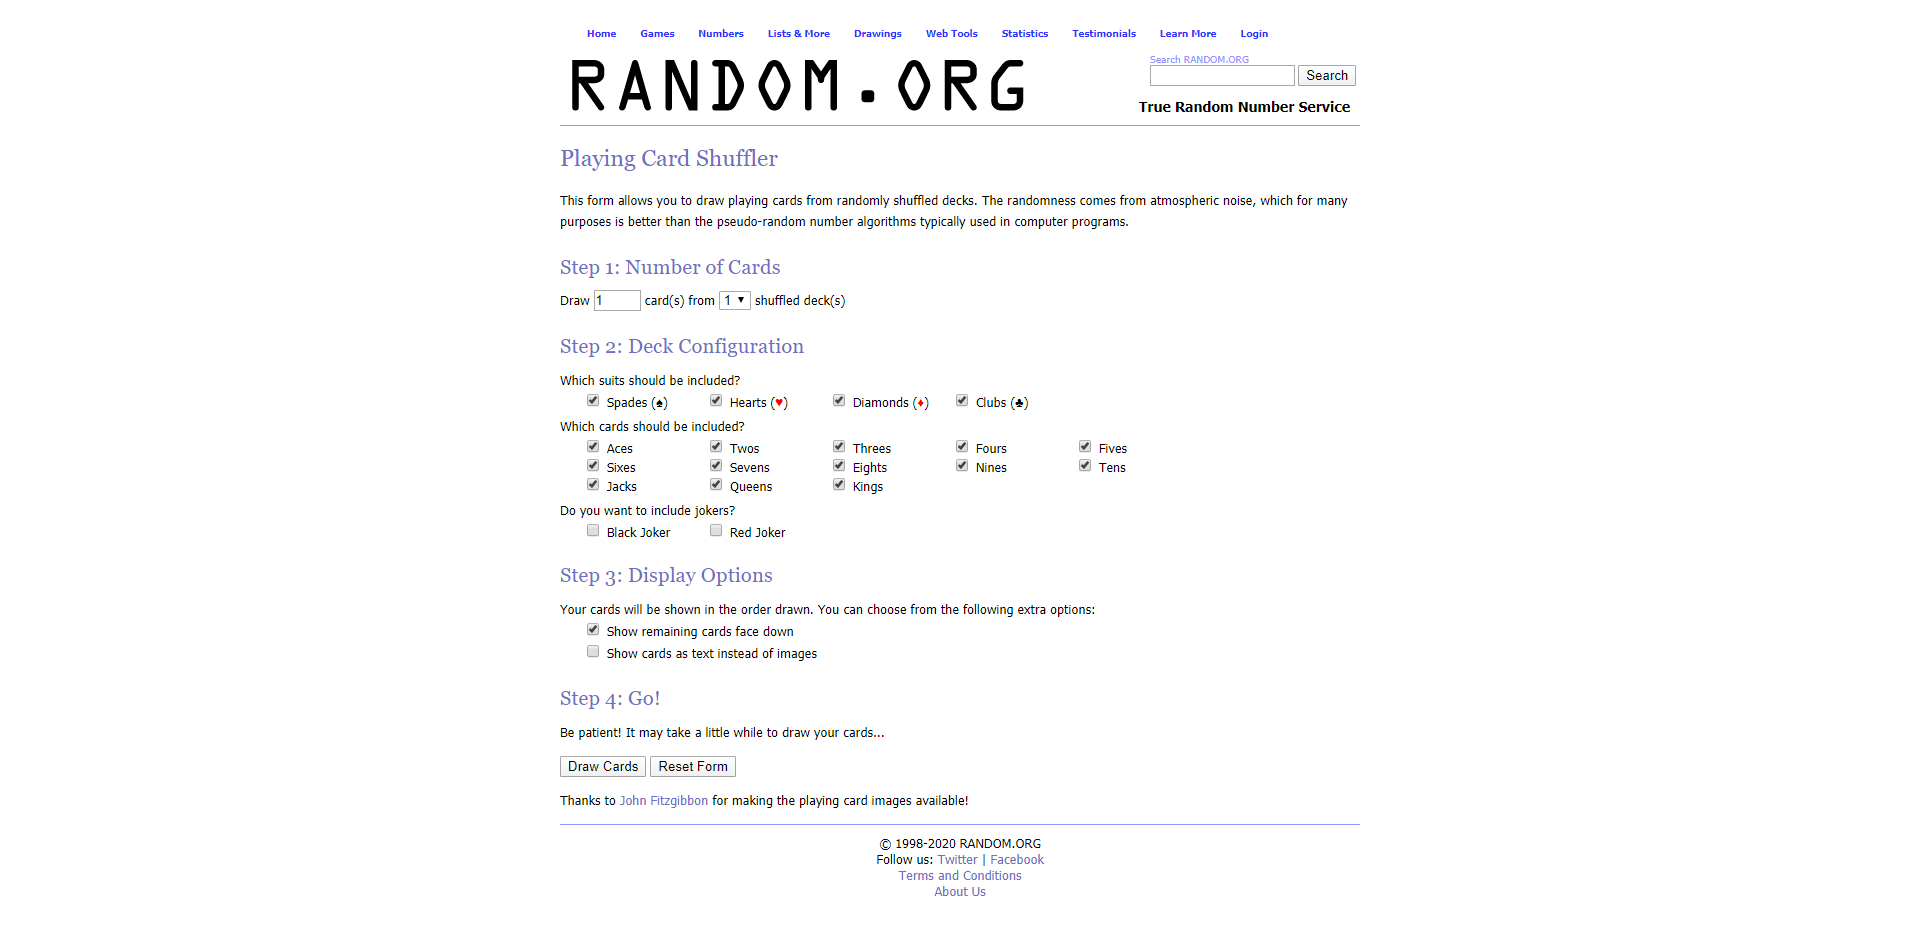 Home Games Numbers Lists & More Drawings Web Tools Statistics Testimonials Learn More Login
RANDOM.ORG
Search RANDOM.ORG
Search
True Random Number Service
Playing Card Shuffler
This form allows you to draw playing cards from randomly shuffled decks. The randomness comes from atmospheric noise, which for many
purposes is better than the pseudo-random number algorithms typically used in computer programs.
Step 1: Number of Cards
Draw 1 card(s) from 1 shuffled deck(s)
Step 2: Deck Configuration
Which suits should be included?
Spades (♠) Hearts (♥) Diamonds (♦) Clubs (♣)
Which cards should be included?
Aces Twos Threes Fours Fives
Sixes Sevens Eights Nines Tens
Jacks Queens Kings
Do you want to include jokers?
Black Joker Red Joker
Step 3: Display Options
Your cards will be shown in the order drawn. You can choose from the following extra options:
Show remaining cards face down
Show cards as text instead of images
Step 4: Go!
Be patient! It may take a little while to draw your cards...
Draw Cards Reset Form
Thanks to John Fitzgibbon for making the playing card images available!
© 1998-2020 RANDOM.ORG
Follow us: Twitter | Facebook
Terms and Conditions
About Us